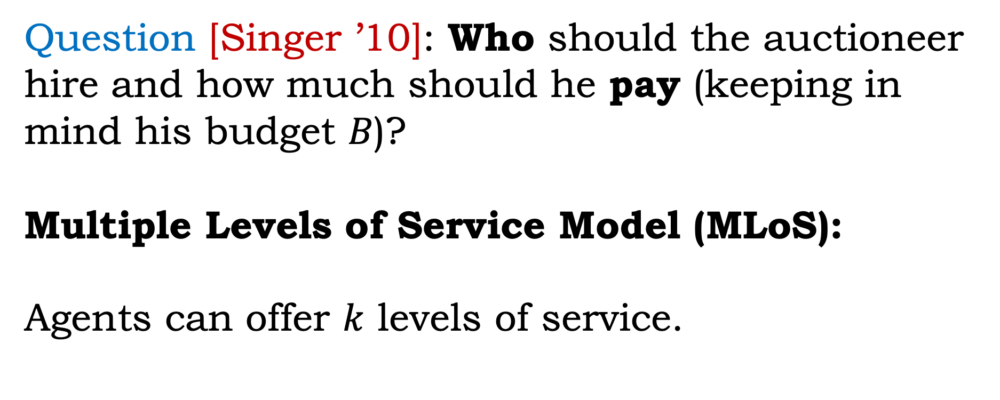 Question [Singer ’10]: Who should the auctioneer
hire and how much should he pay (keeping in
mind his budget B)?
Multiple Levels of Service Model (MLoS):
Agents can offer k levels of service.